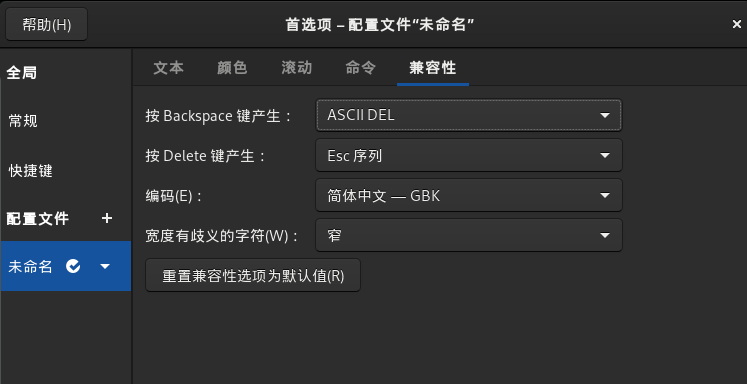 帮助(H)
首选项 – 配置文件“未命名”
全局
常规
快捷键
配置文件
未命名
文本 颜色 滚动 命令 兼容性
按 Backspace 键产生： ASCII DEL
按 Delete 键产生： Esc 序列
编码(E)： 简体中文 — GBK
宽度有歧义的字符(W)： 窄
重置兼容性选项为默认值(R)